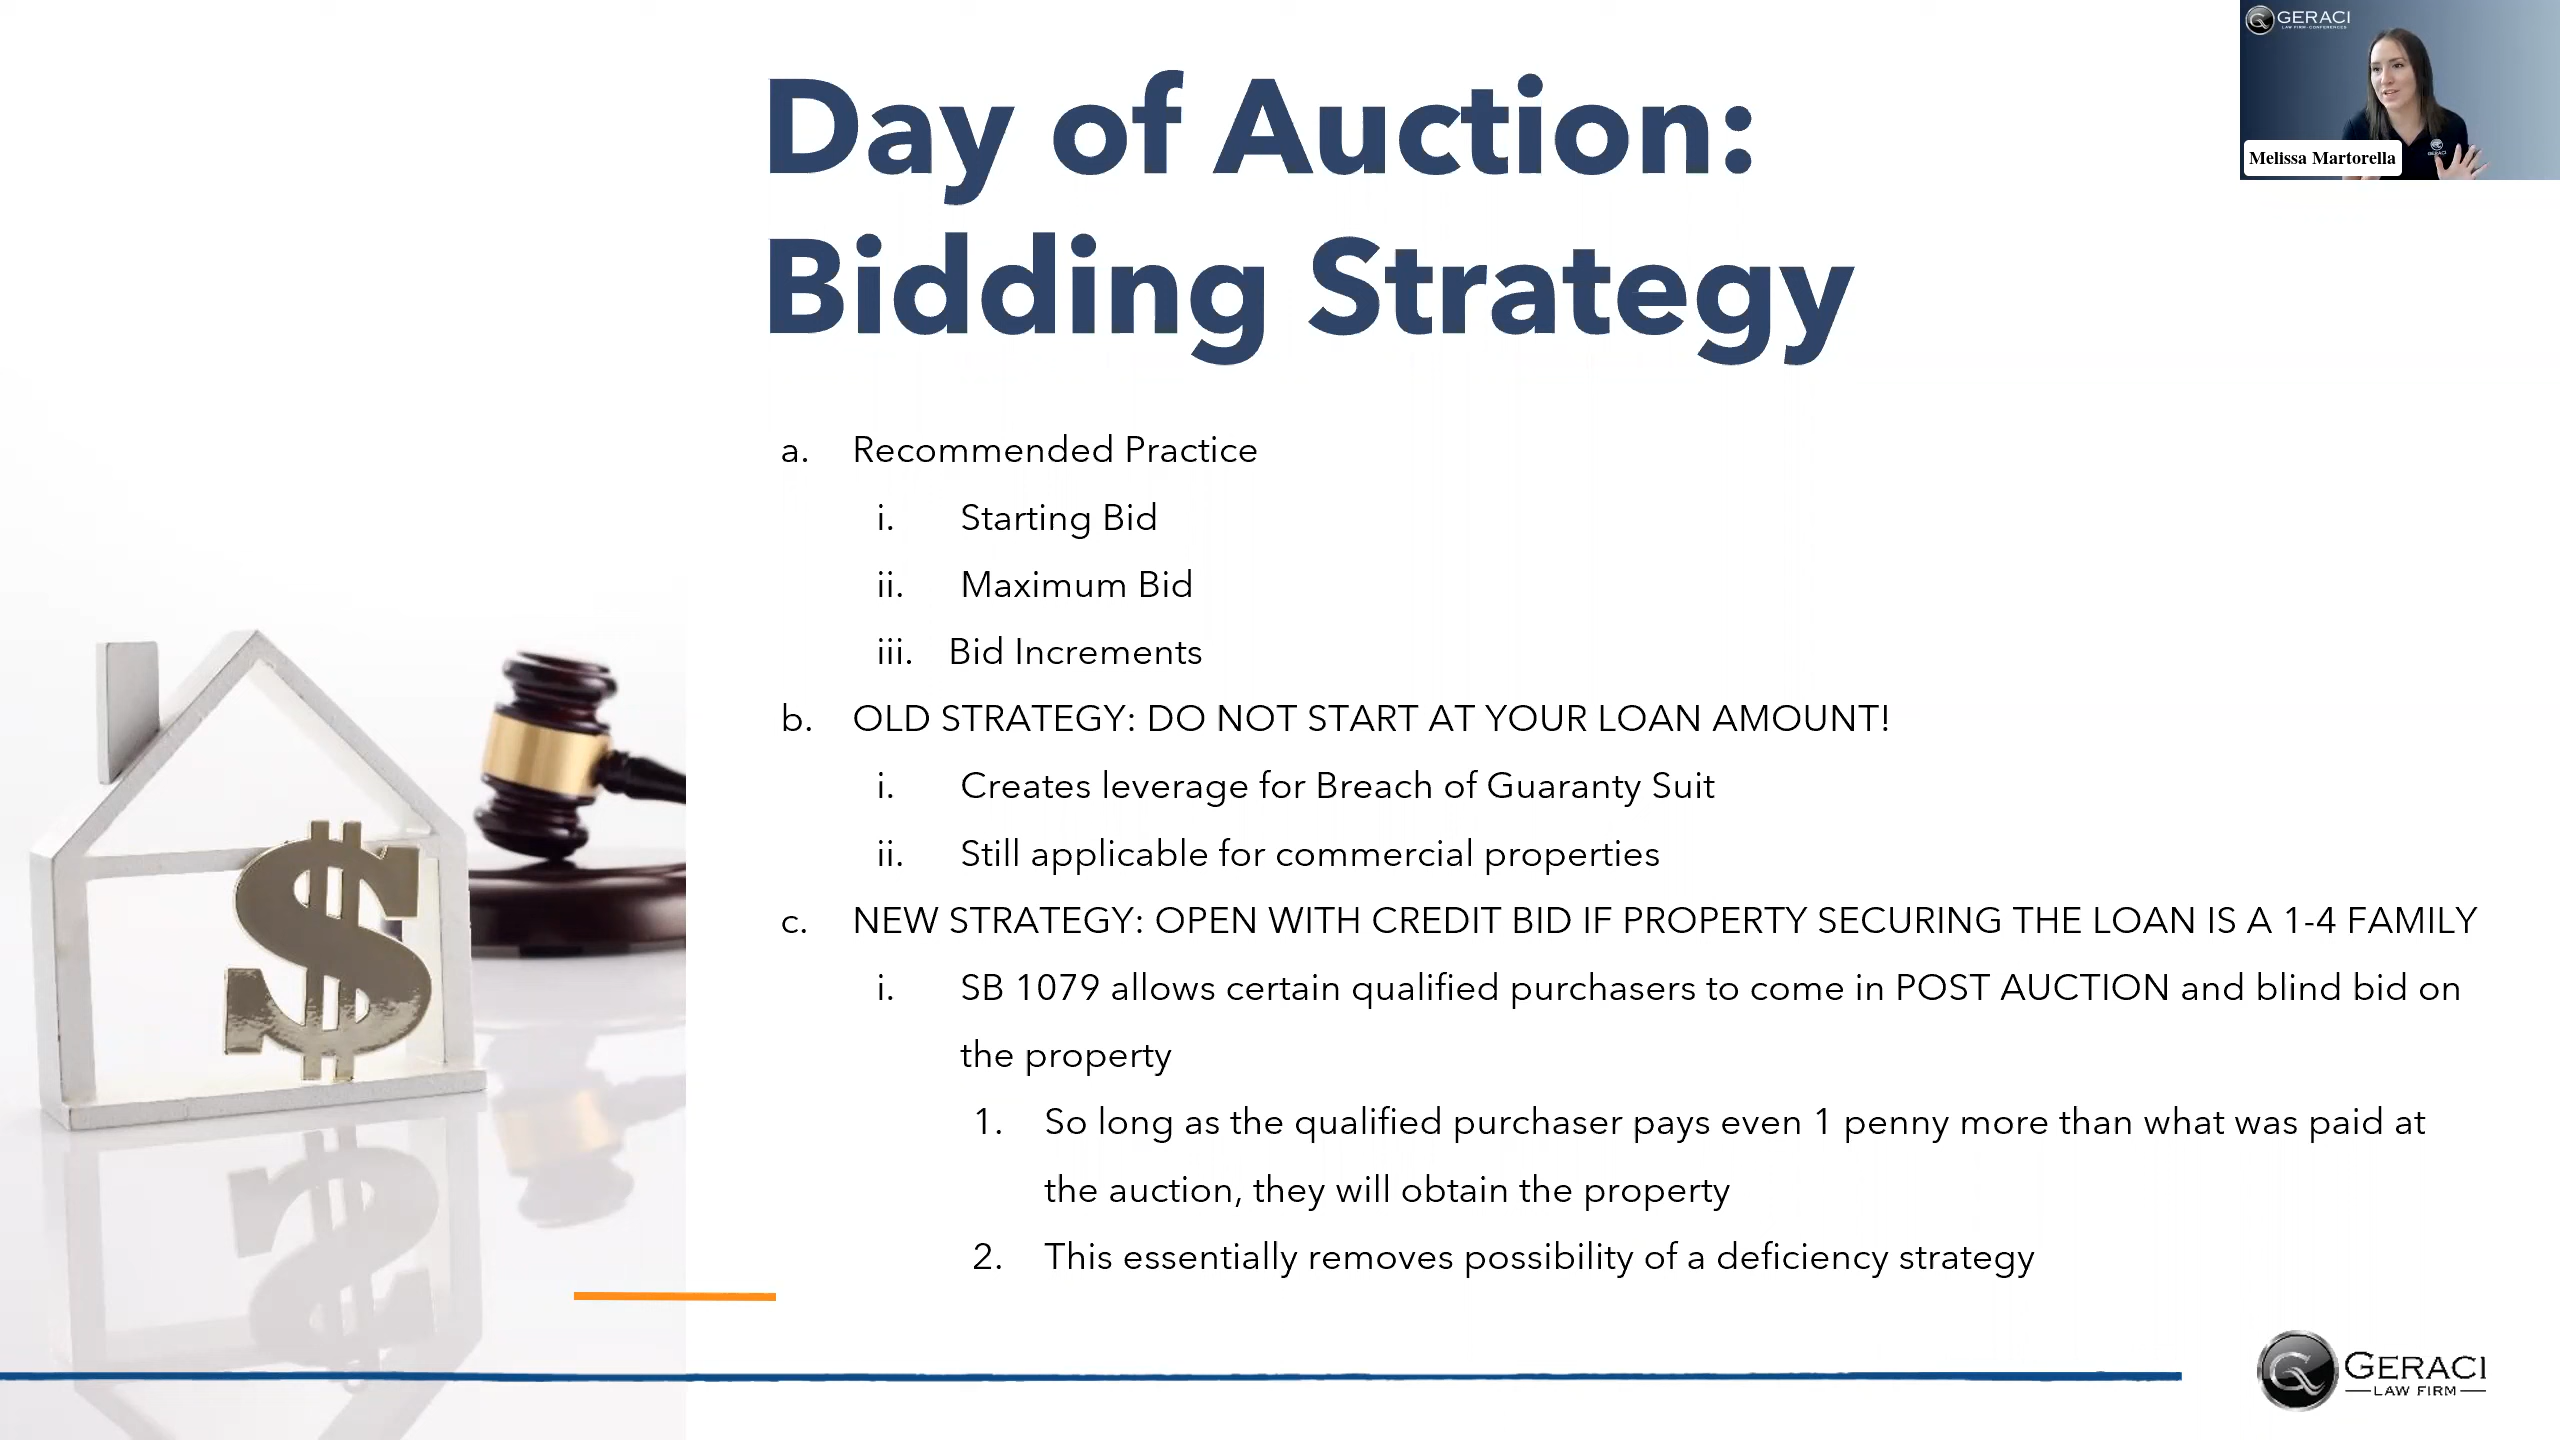 GERACI
LAW FIRM·CONFERENCES
Melissa Martorella
Day of Auction:
Bidding Strategy
a. Recommended Practice
i. Starting Bid
ii. Maximum Bid
iii. Bid Increments
b. OLD STRATEGY: DO NOT START AT YOUR LOAN AMOUNT!
i. Creates leverage for Breach of Guaranty Suit
ii. Still applicable for commercial properties
c. NEW STRATEGY: OPEN WITH CREDIT BID IF PROPERTY SECURING THE LOAN IS A 1-4 FAMILY
i. SB 1079 allows certain qualified purchasers to come in POST AUCTION and blind bid on
the property
1. So long as the qualified purchaser pays even 1 penny more than what was paid at
the auction, they will obtain the property
2. This essentially removes possibility of a deficiency strategy
$
GERACI
LAW FIRM